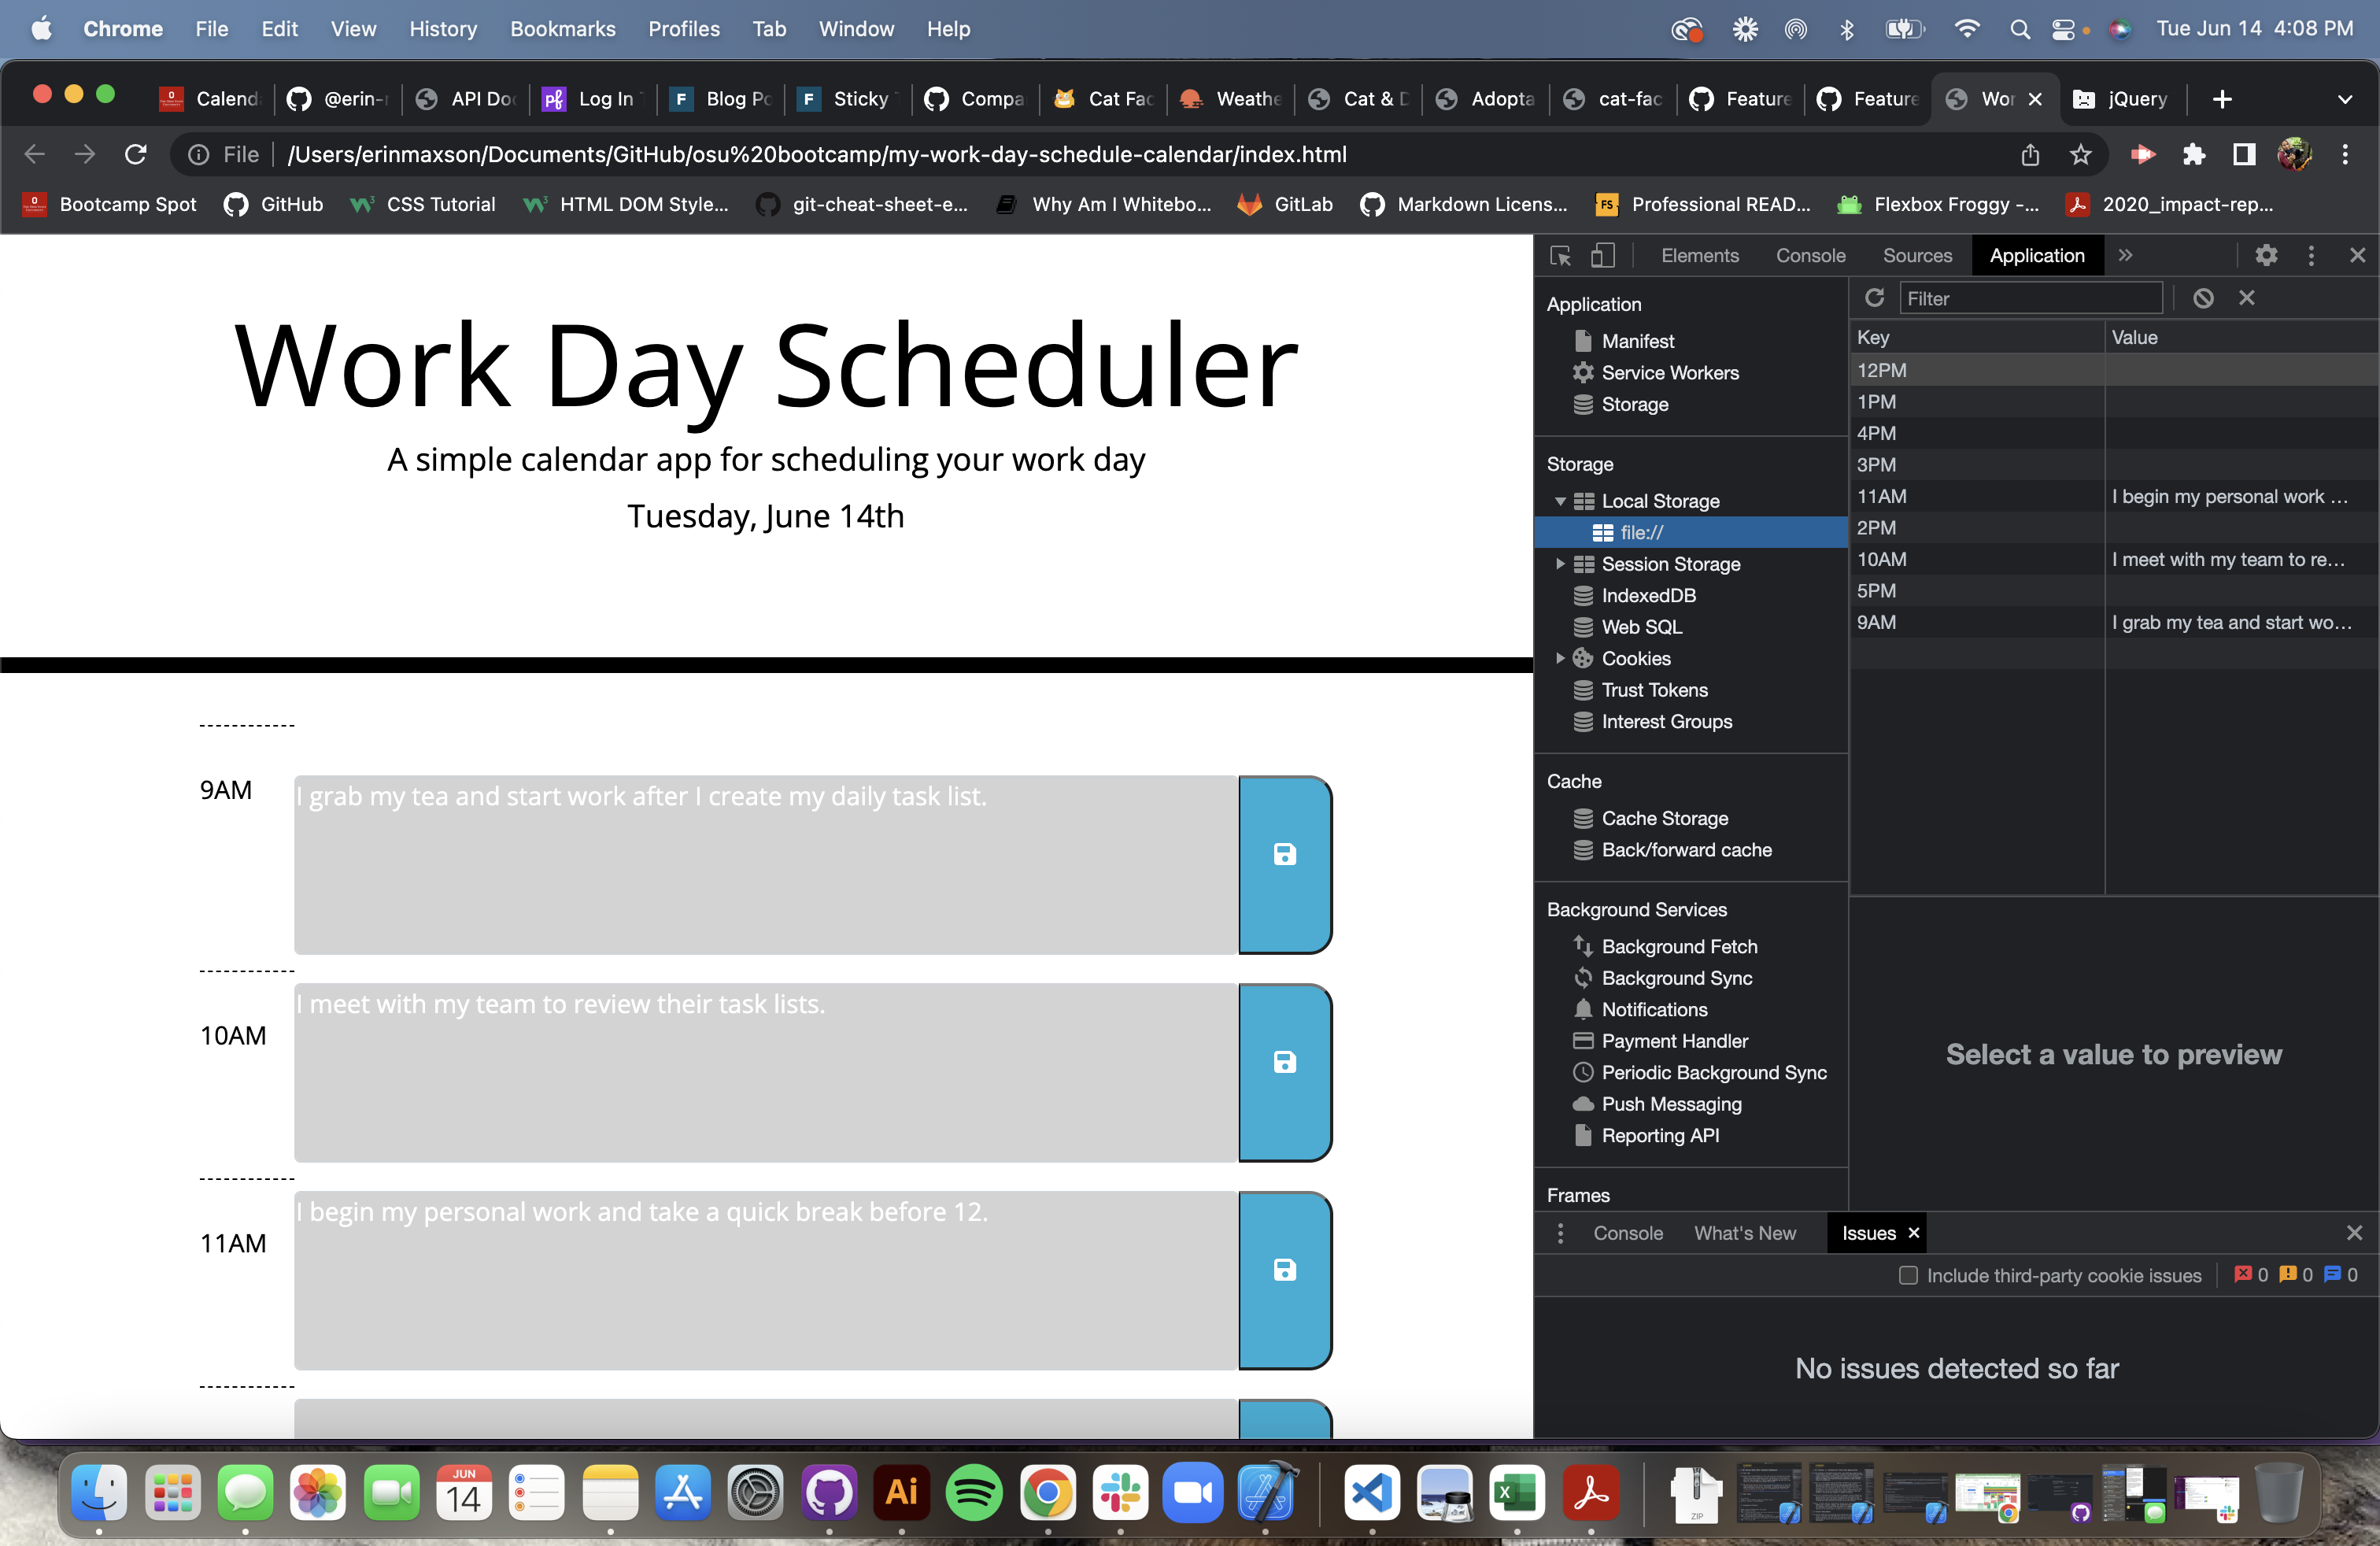 Chrome File Edit View History Bookmarks Profiles Tab Window Help Tue Jun 14 4:08 PM
Calend @erin- API Doc Log In Blog Po Sticky Compa Cat Fac Weathe Cat & D Adopta cat-fac Feature Feature Wor jQuery
File /Users/erinmaxson/Documents/GitHub/osu%20bootcamp/my-work-day-schedule-calendar/index.html
Bootcamp Spot GitHub CSS Tutorial HTML DOM Style... git-cheat-sheet-e... Why Am I Whitebo... GitLab Markdown Licens... Professional READ... Flexbox Froggy -... 2020_impact-rep...
Work Day Scheduler
A simple calendar app for scheduling your work day
Tuesday, June 14th
9AM
I grab my tea and start work after I create my daily task list.
10AM
I meet with my team to review their task lists.
11AM
I begin my personal work and take a quick break before 12.
Elements Console Sources Application
Application
Manifest
Service Workers
Storage
Storage
Local Storage
file://
Session Storage
IndexedDB
Web SQL
Cookies
Trust Tokens
Interest Groups
Cache
Cache Storage
Back/forward cache
Background Services
Background Fetch
Background Sync
Notifications
Payment Handler
Periodic Background Sync
Push Messaging
Reporting API
Frames
Filter
Key Value
12PM
1PM
4PM
3PM
11AM I begin my personal work ...
2PM
10AM I meet with my team to re...
5PM
9AM I grab my tea and start wo...
Select a value to preview
Console What's New Issues
Include third-party cookie issues 0 0 0
No issues detected so far
JUN
14
Ai
ZIP